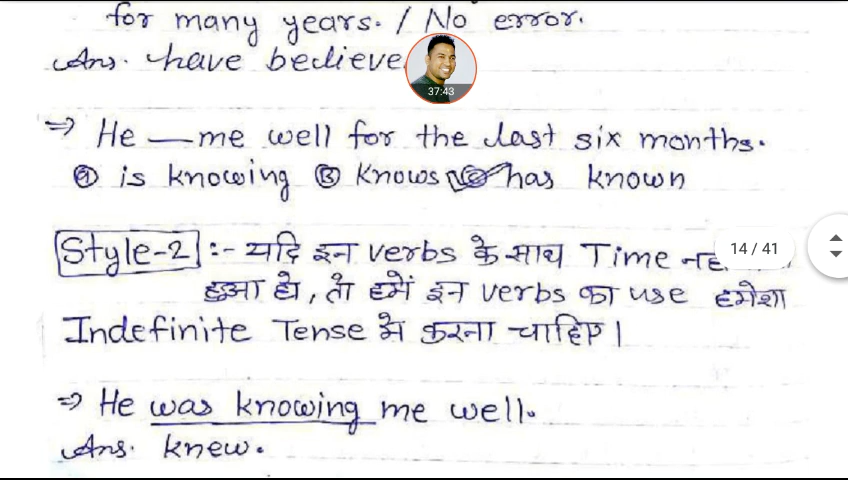 for many years. / No error.
Ans. have believe
37:43
⇒ He — me well for the last six months.
Ⓐ is knowing Ⓑ knows Ⓒ has known
Style-2 :- यदि इन verbs के साथ Time
14 / 41
हुआ हो, तो हमें इन verbs का use हमेशा
Indefinite Tense में करना चाहिए।
⇒ He was knowing me well.
Ans. knew.